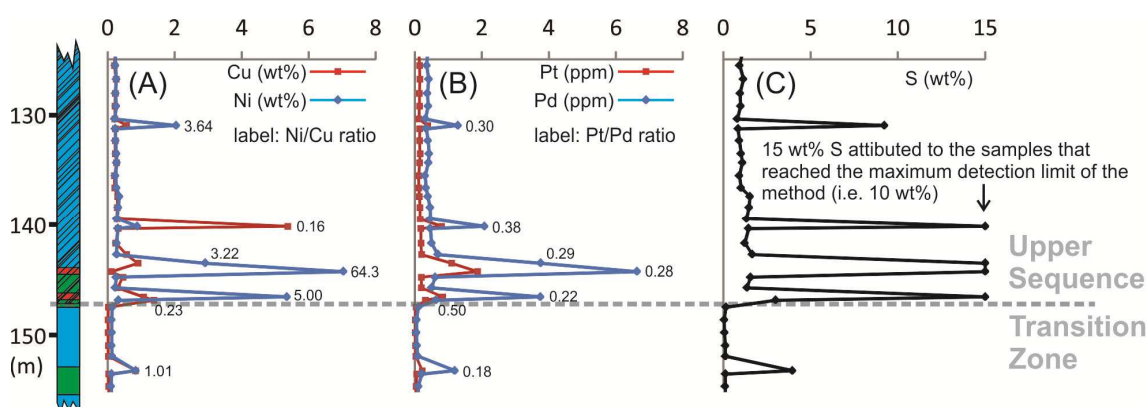 0 2 4 6 8
0 2 4 6 8
0 5 10 15
(A)
Cu (wt%)
Ni (wt%)
label: Ni/Cu ratio
(B)
Pt (ppm)
Pd (ppm)
label: Pt/Pd ratio
(C)
S (wt%)
15 wt% S attibuted to the samples that
reached the maximum detection limit of the
method (i.e. 10 wt%)
130
140
150
(m)
3.64
0.16
3.22
64.3
5.00
0.23
1.01
0.30
0.38
0.29
0.28
0.22
0.50
0.18
Upper
Sequence
Transition
Zone